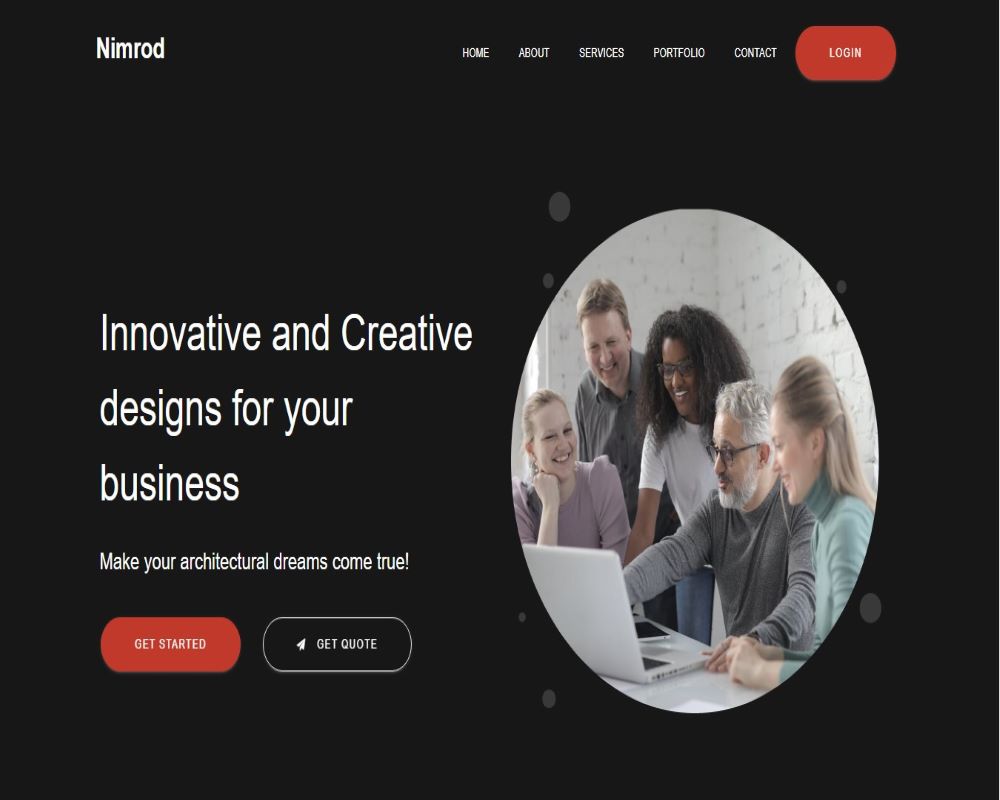 Nimrod
HOME ABOUT SERVICES PORTFOLIO CONTACT LOGIN
Innovative and Creative
designs for your
business
Make your architectural dreams come true!
GET STARTED GET QUOTE